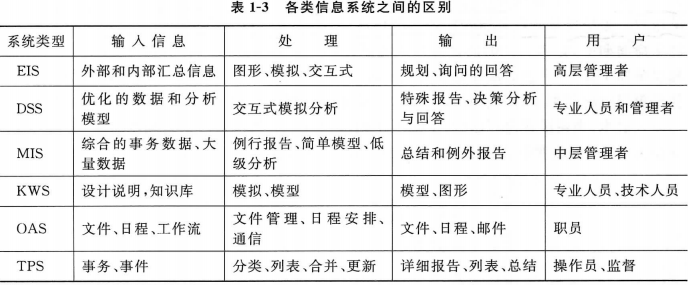 表 1-3 各类信息系统之间的区别
系统类型 输入信息 处理 输出 用户
EIS 外部和内部汇总信息 图形、模拟、交互式 规划、询问的回答 高层管理者
DSS 优化的数据和分析模型 交互式模拟分析 特殊报告、决策分析与回答 专业人员和管理者
MIS 综合的事务数据、大量数据 例行报告、简单模型、低级分析 总结和例外报告 中层管理者
KWS 设计说明,知识库 模拟、模型 模型、图形 专业人员、技术人员
OAS 文件、日程、工作流 文件管理、日程安排、通信 文件、日程、邮件 职员
TPS 事务、事件 分类、列表、合并、更新 详细报告、列表、总结 操作员、监督